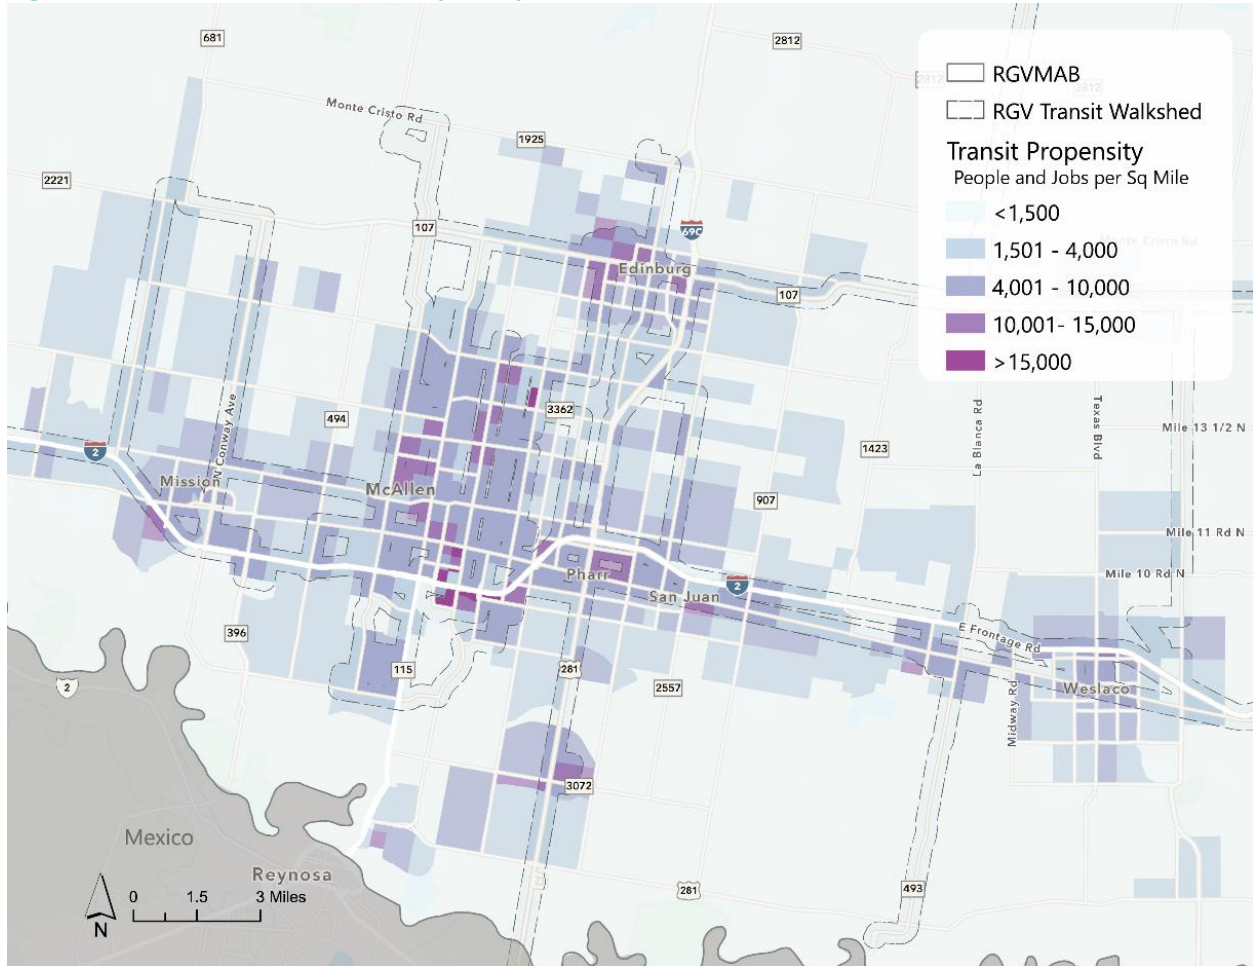 681
2812
2812
2812
RGVMAB
RGV Transit Walkshed
Transit Propensity
People and Jobs per Sq Mile
<1,500
1,501 - 4,000
4,001 - 10,000
10,001- 15,000
>15,000
Monte Cristo Rd
1925
2221
107
69C
Monte Cristo Rd
Edinburg
107
3362
494
N Conway Ave
La Blanca Rd
Texas Blvd
Mile 13 1/2 N
1423
2
Mission
McAllen
907
Mile 11 Rd N
Pharr
2
Mile 10 Rd N
San Juan
396
E Frontage Rd
115
281
2557
2
Midway Rd
Weslaco
3072
Mexico
Reynosa
281
493
0 1.5 3 Miles
N